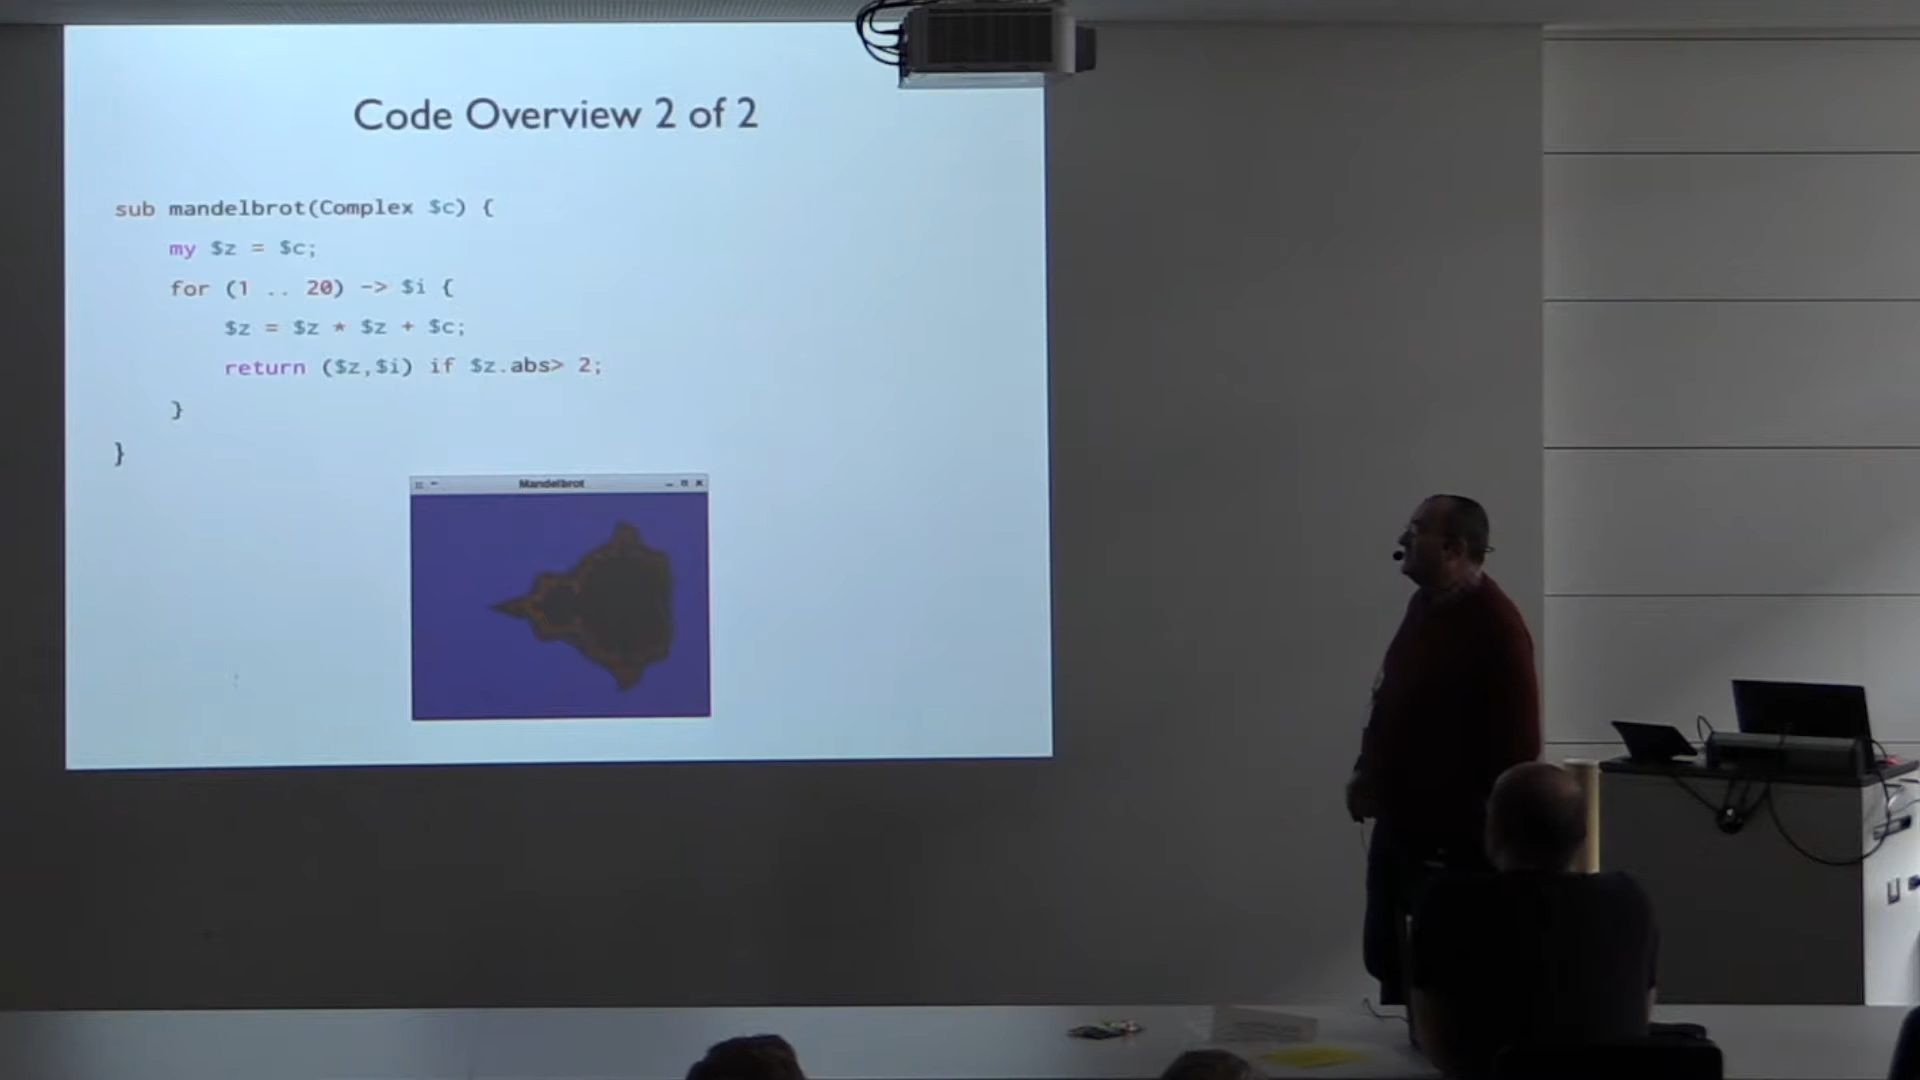 Code Overview 2 of 2
sub mandelbrot(Complex $c) {
my $z = $c;
for (1 .. 20) -> $i {
$z = $z * $z + $c;
return ($z,$i) if $z.abs> 2;
}
}
Mandelbrot